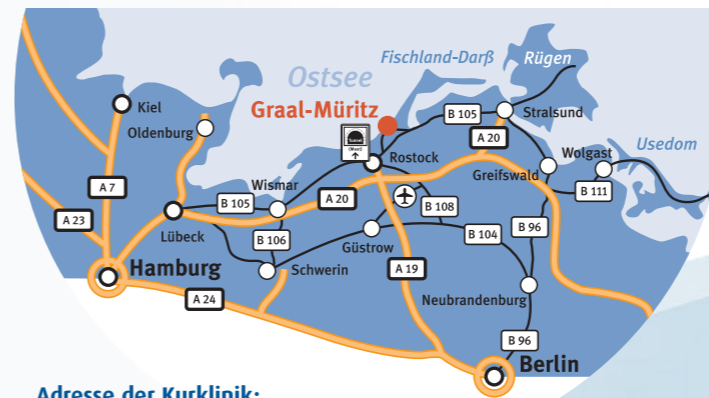 Ostsee
Fischland-Darß
Rügen
Kiel
Oldenburg
Graal-Müritz
B 105
Stralsund
A 20
Usedom
Rostock
Wolgast
Greifswald
A 7
Wismar
B 105
A 20
B 111
A 23
B 108
Lübeck
B 106
Güstrow
B 104
B 96
Hamburg
Schwerin
A 19
A 24
Neubrandenburg
B 96
Berlin
Adresse der Kurklinik: